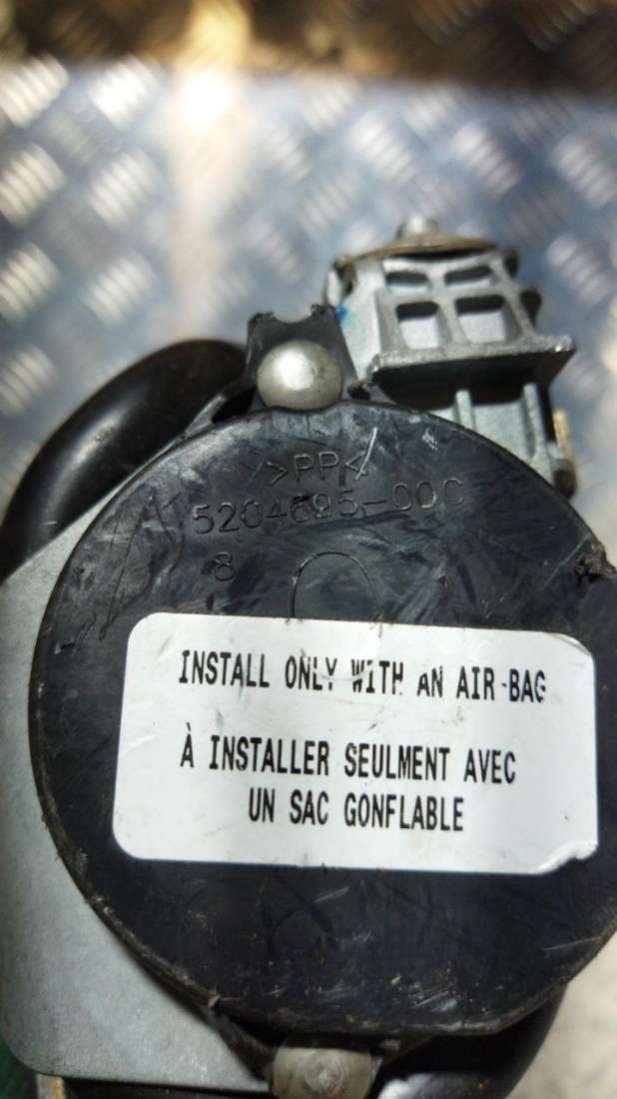 >PP<
5204695-00C
8
INSTALL ONLY WITH AN AIR-BAG
À INSTALLER SEULMENT AVEC
UN SAC GONFLABLE